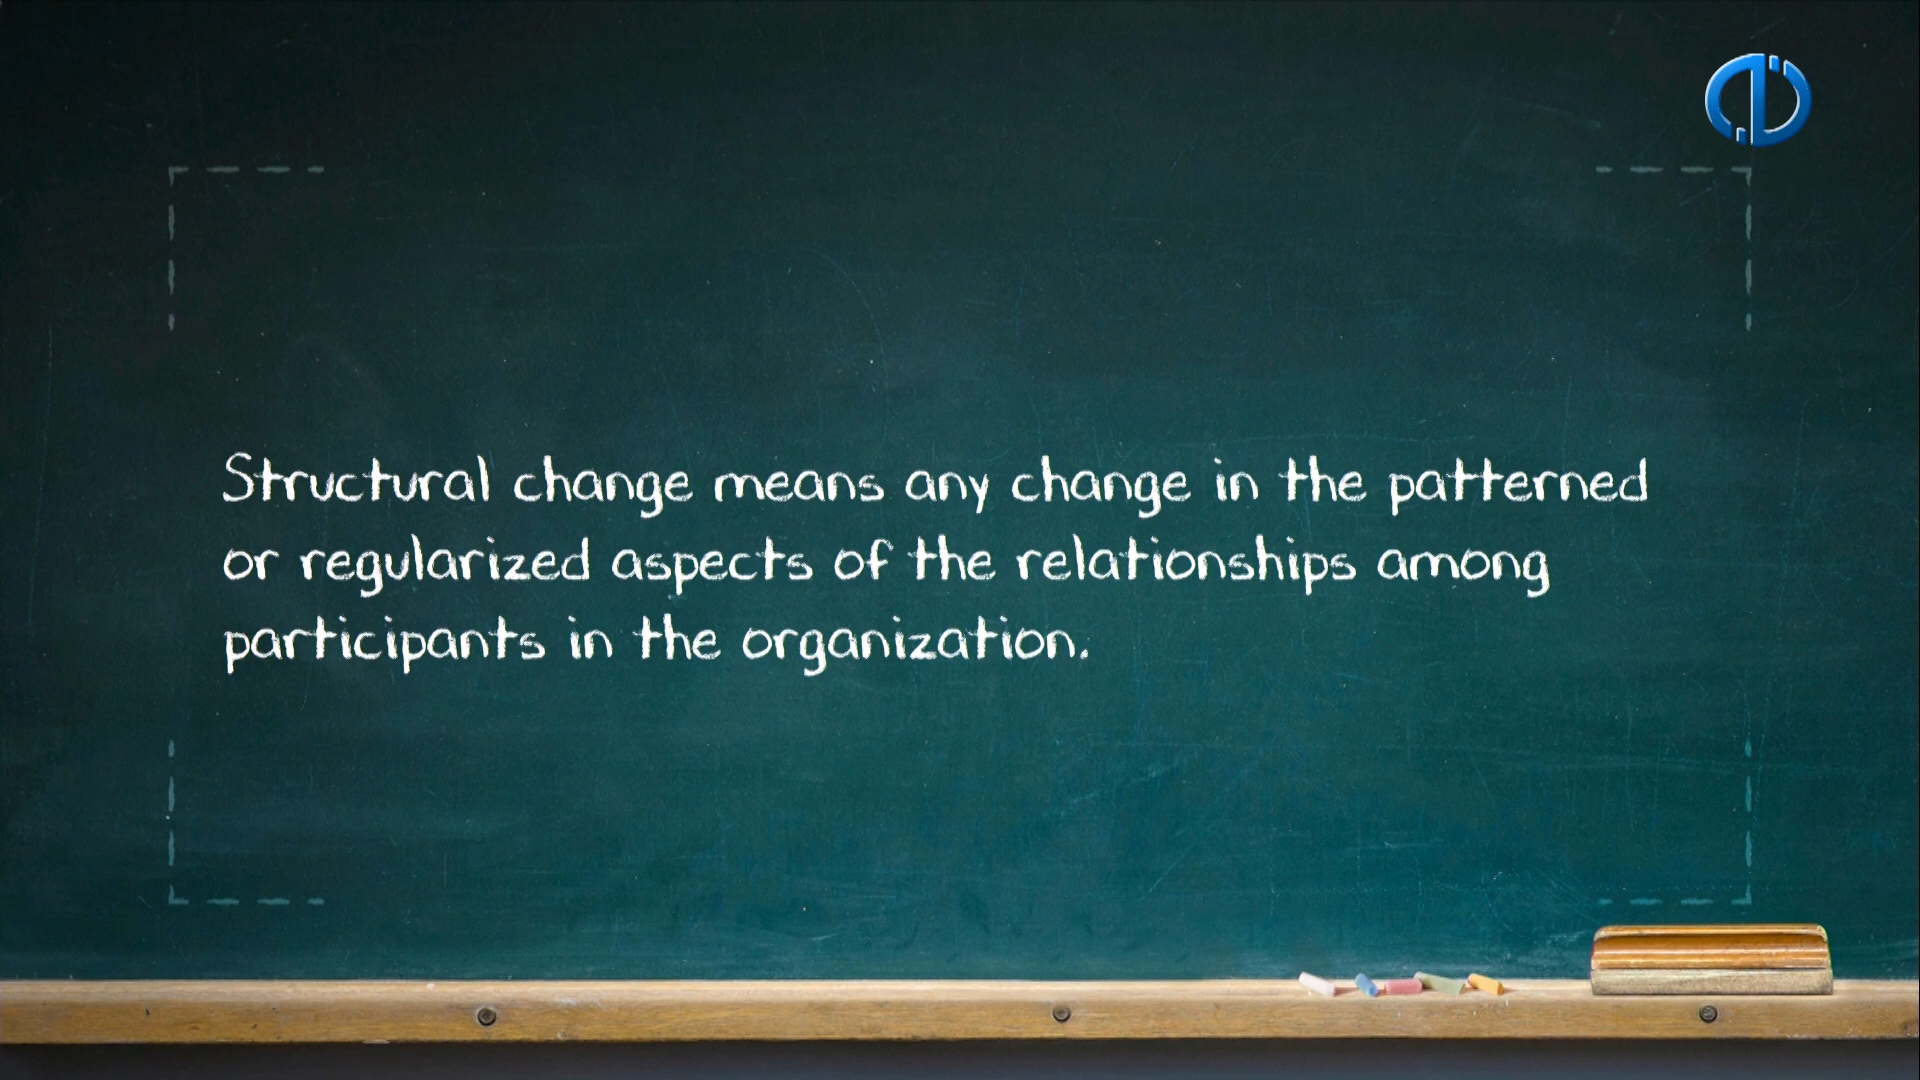 Structural change means any change in the patterned
or regularized aspects of the relationships among
participants in the organization.